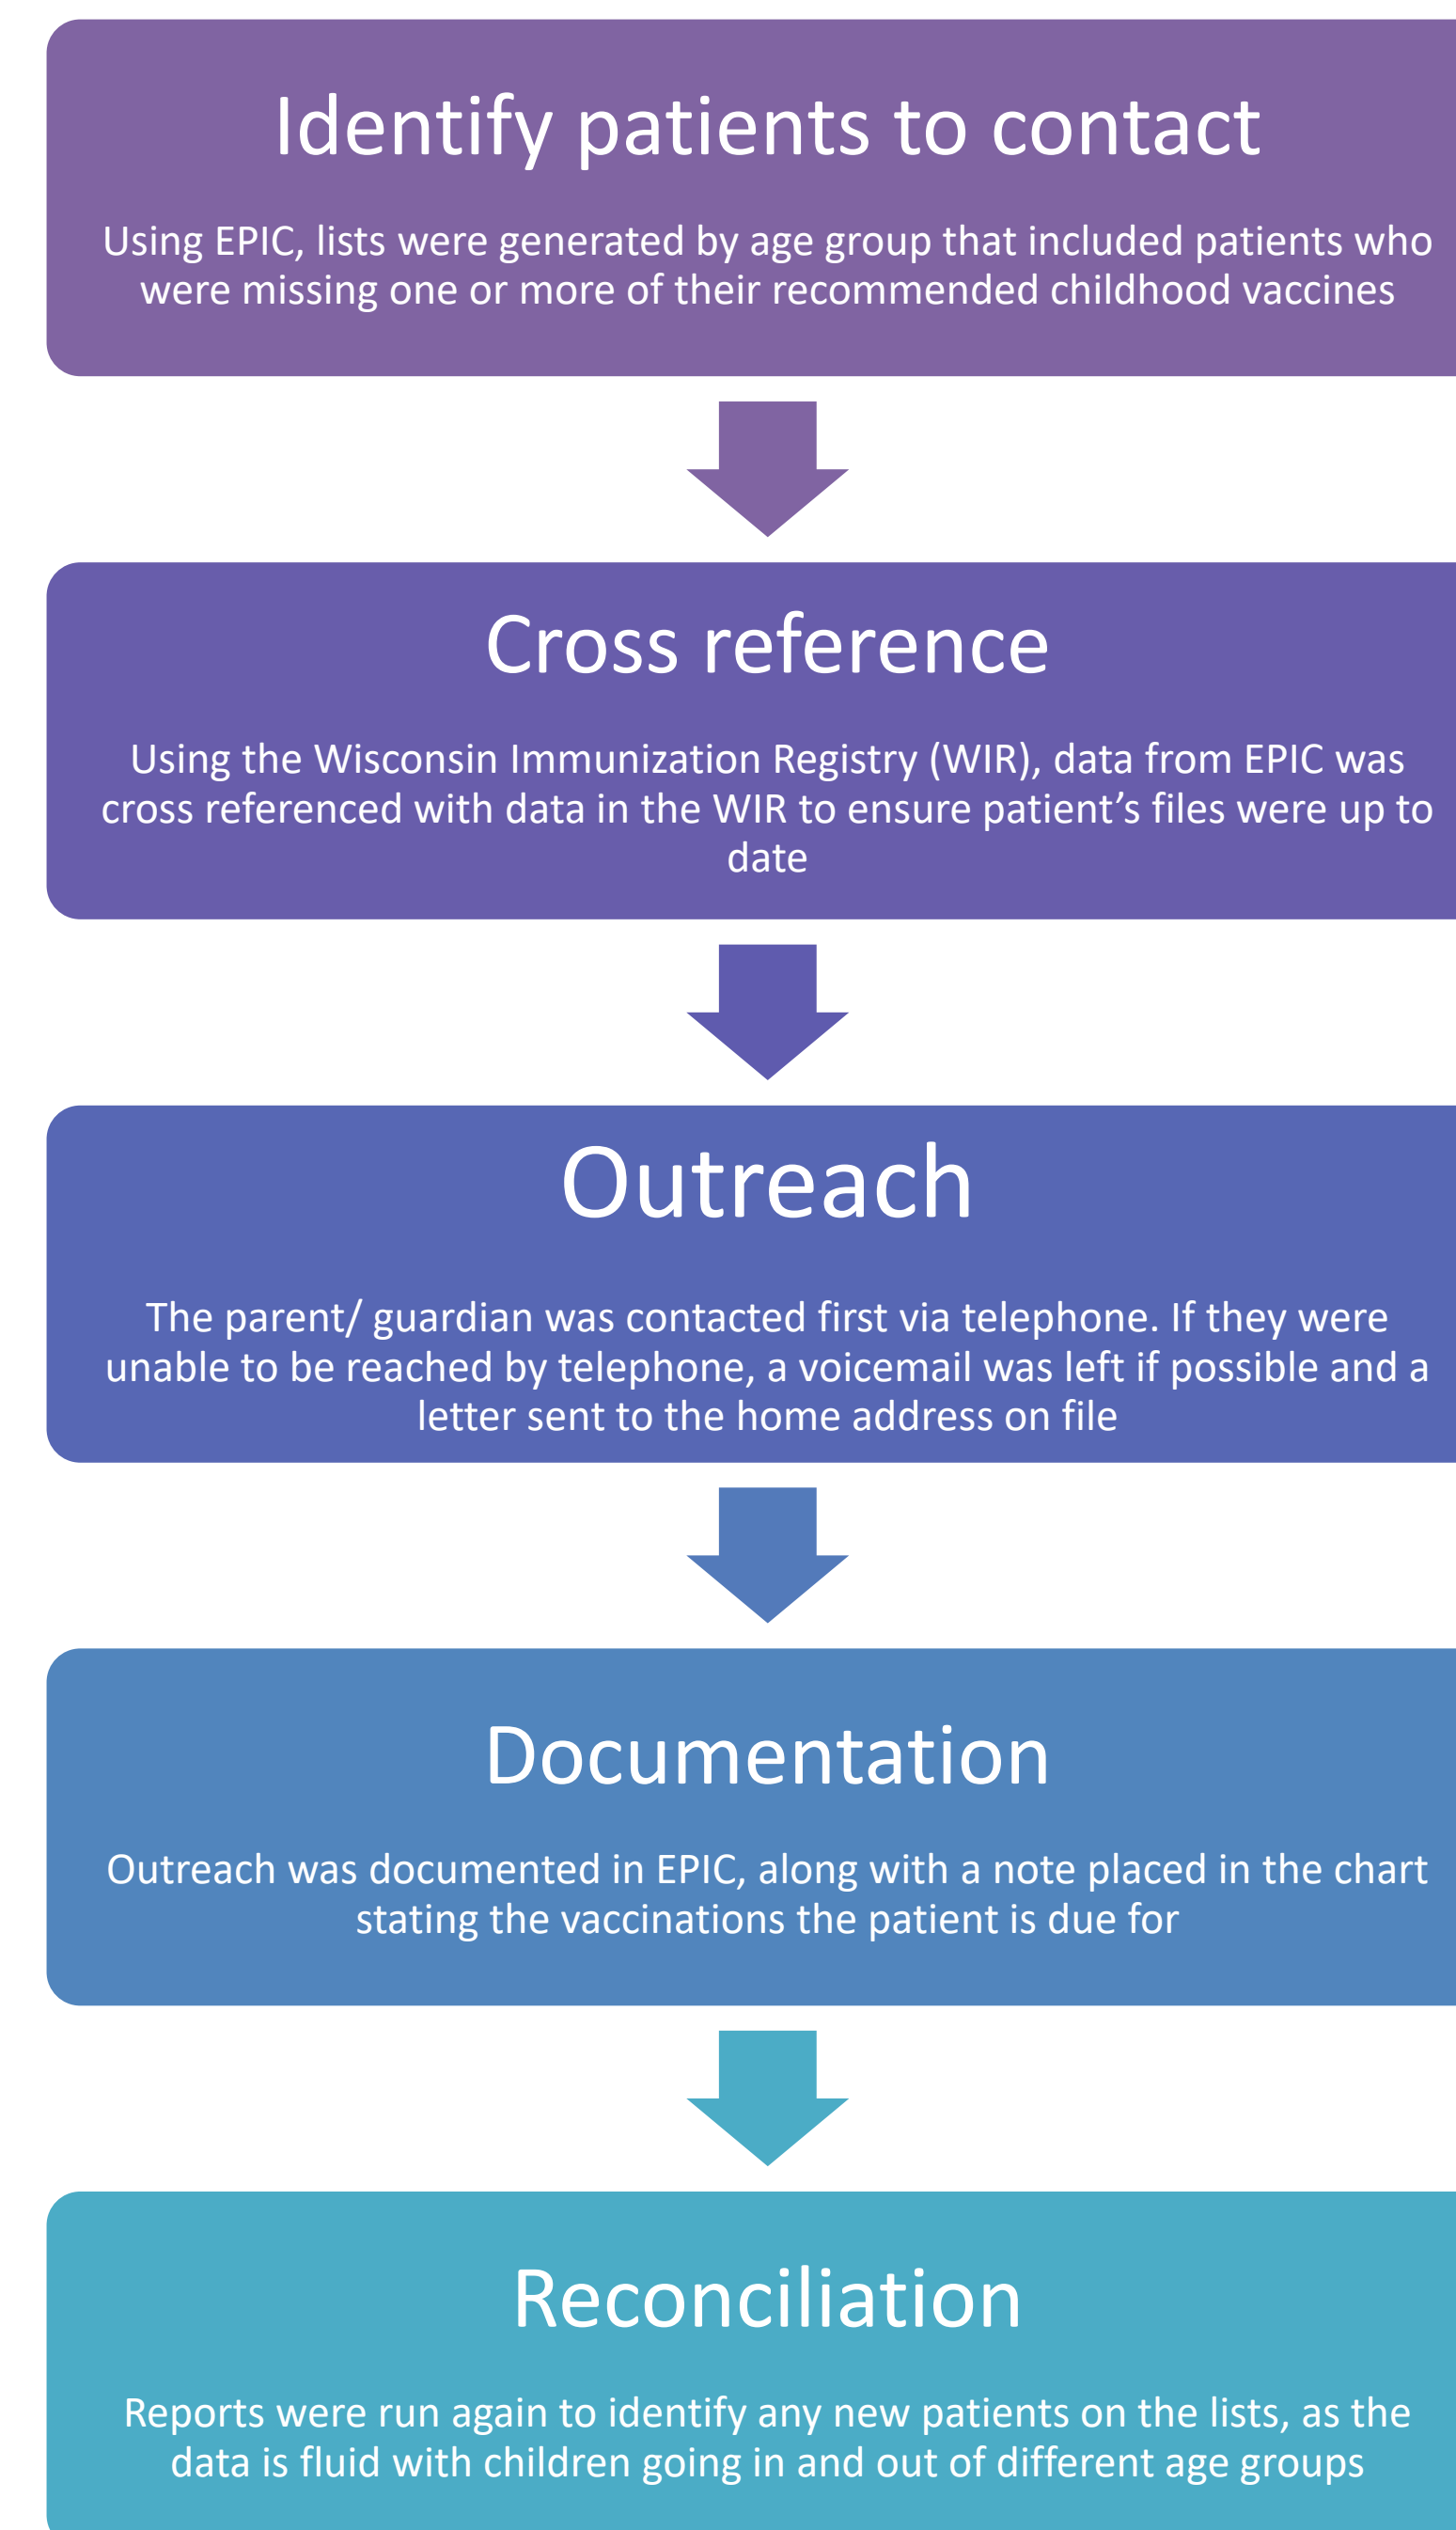 Identify patients to contact
Using EPIC, lists were generated by age group that included patients who
were missing one or more of their recommended childhood vaccines
Cross reference
Using the Wisconsin Immunization Registry (WIR), data from EPIC was
cross referenced with data in the WIR to ensure patient’s files were up to
date
Outreach
The parent/ guardian was contacted first via telephone. If they were
unable to be reached by telephone, a voicemail was left if possible and a
letter sent to the home address on file
Documentation
Outreach was documented in EPIC, along with a note placed in the chart
stating the vaccinations the patient is due for
Reconciliation
Reports were run again to identify any new patients on the lists, as the
data is fluid with children going in and out of different age groups